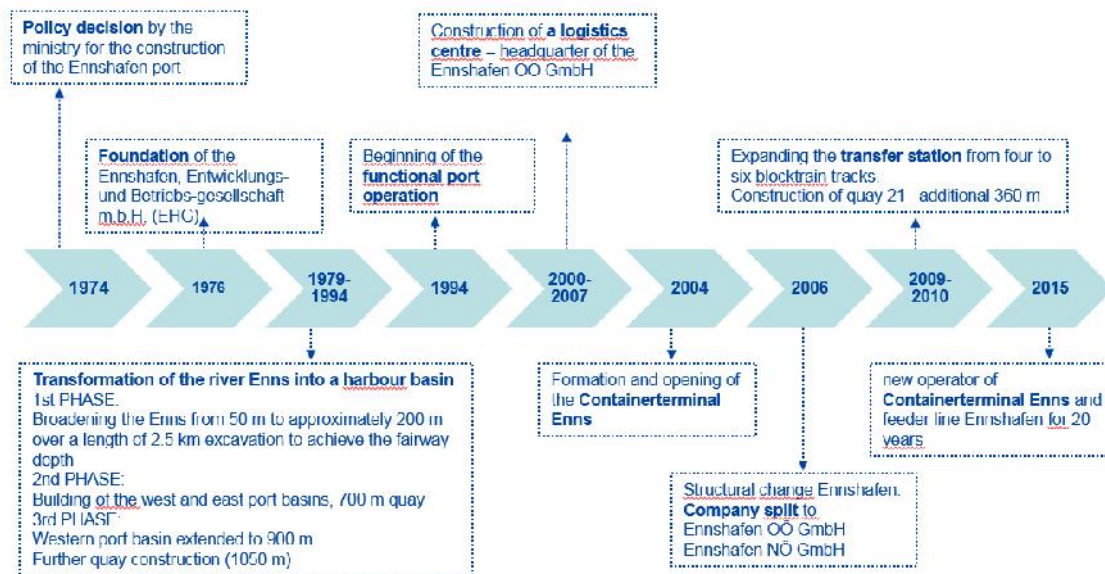 Policy decision by the
ministry for the construction
of the Ennshafen port
Construction of a logistics
centre – headquarter of the
Ennshafen OÖ GmbH
Foundation of the
Ennshafen, Entwicklungs-
und Betriebs-gesellschaft
m.b.H. (EHG)
Beginning of the
functional port
operation
Expanding the transfer station from four to
six blocktrain tracks.
Construction of quay 21 additional 360 m
1974
1976
1979-
1994
1994
2000-
2007
2004
2006
2009-
2010
2015
Transformation of the river Enns into a harbour basin
1st PHASE:
Broadening the Enns from 50 m to approximately 200 m
over a length of 2.5 km excavation to achieve the fairway
depth
2nd PHASE:
Building of the west and east port basins, 700 m quay
3rd PHASE:
Western port basin extended to 900 m
Further quay construction (1050 m)
Formation and opening of
the Containerterminal
Enns
Structural change Ennshafen.
Company split to
Ennshafen OÖ GmbH
Ennshafen NÖ GmbH
new operator of
Containerterminal Enns and
feeder line Ennshafen for 20
years